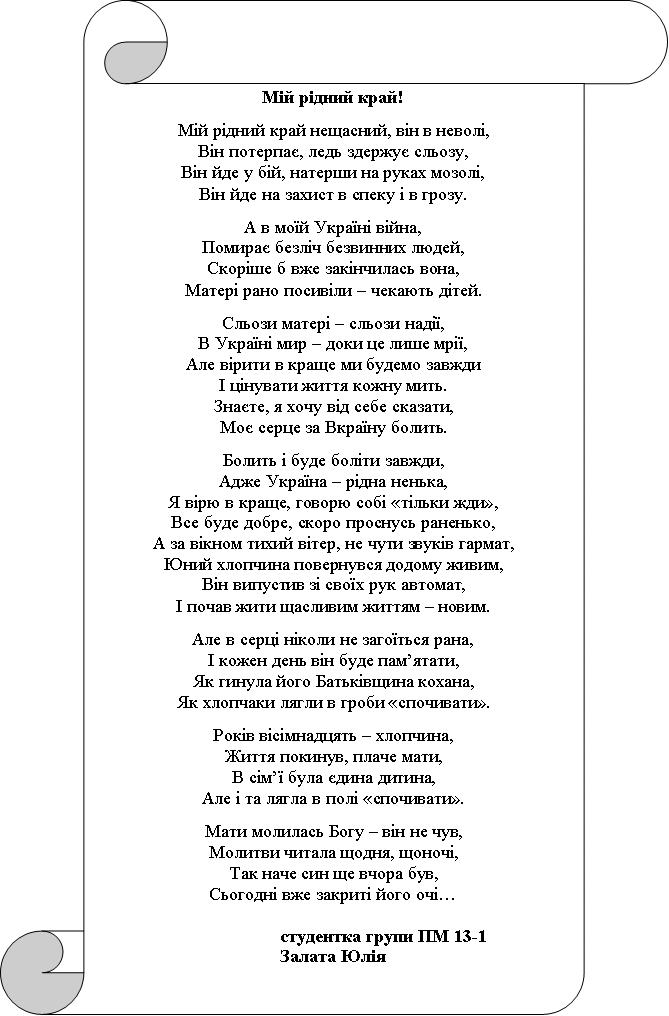 Мій рідний край!
Мій рідний край нещасний, він в неволі,
Він потерпає, ледь здержує сльозу,
Він йде у бій, натерши на руках мозолі,
Він йде на захист в спеку і в грозу.
А в моїй Україні війна,
Помирає безліч безвинних людей,
Скоріше б вже закінчилась вона,
Матері рано посивіли – чекають дітей.
Сльози матері – сльози надії,
В Україні мир – доки це лише мрії,
Але вірити в краще ми будемо завжди
І цінувати життя кожну мить.
Знаєте, я хочу від себе сказати,
Моє серце за Вкраїну болить.
Болить і буде боліти завжди,
Адже Україна – рідна ненька,
Я вірю в краще, говорю собі «тільки жди»,
Все буде добре, скоро проснусь раненько,
А за вікном тихий вітер, не чути звуків гармат,
Юний хлопчина повернувся додому живим,
Він випустив зі своїх рук автомат,
І почав жити щасливим життям – новим.
Але в серці ніколи не загоїться рана,
І кожен день він буде пам’ятати,
Як гинула його Батьківщина кохана,
Як хлопчаки лягли в гроби «спочивати».
Років вісімнадцять – хлопчина,
Життя покинув, плаче мати,
В сім’ї була єдина дитина,
Але і та лягла в полі «спочивати».
Мати молилась Богу – він не чув,
Молитви читала щодня, щоночі,
Так наче син ще вчора був,
Сьогодні вже закриті його очі…
студентка групи ПМ 13-1
Залата Юлія